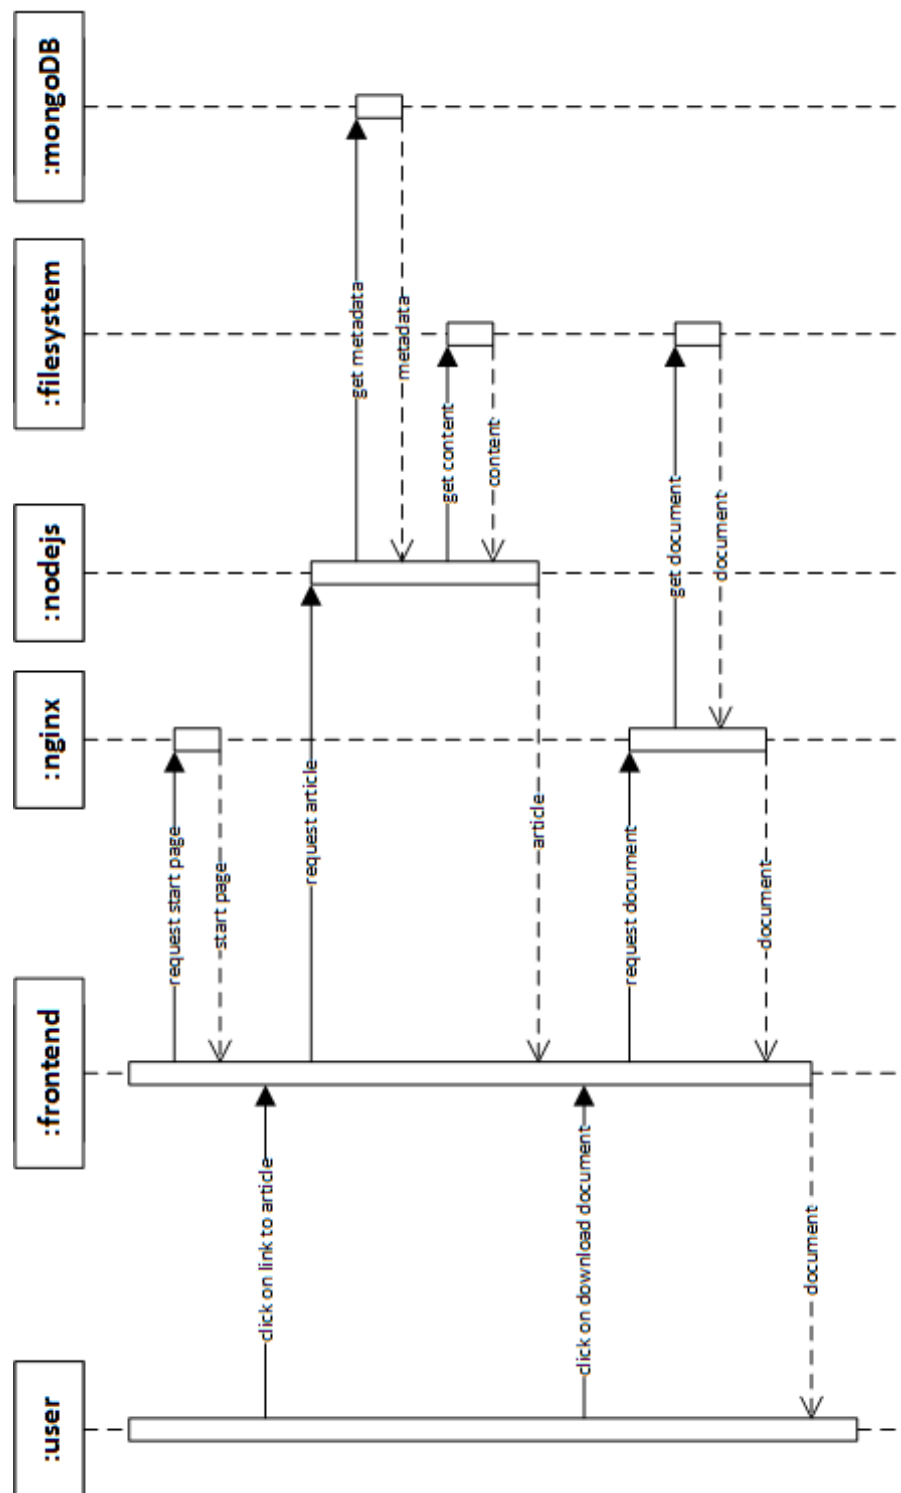 :user
:frontend
:nginx
:nodejs
:filesystem
:mongoDB
request start page
start page
click on link to article
request article
get metadata
metadata
get content
content
article
click on download document
request document
get document
document
document
document